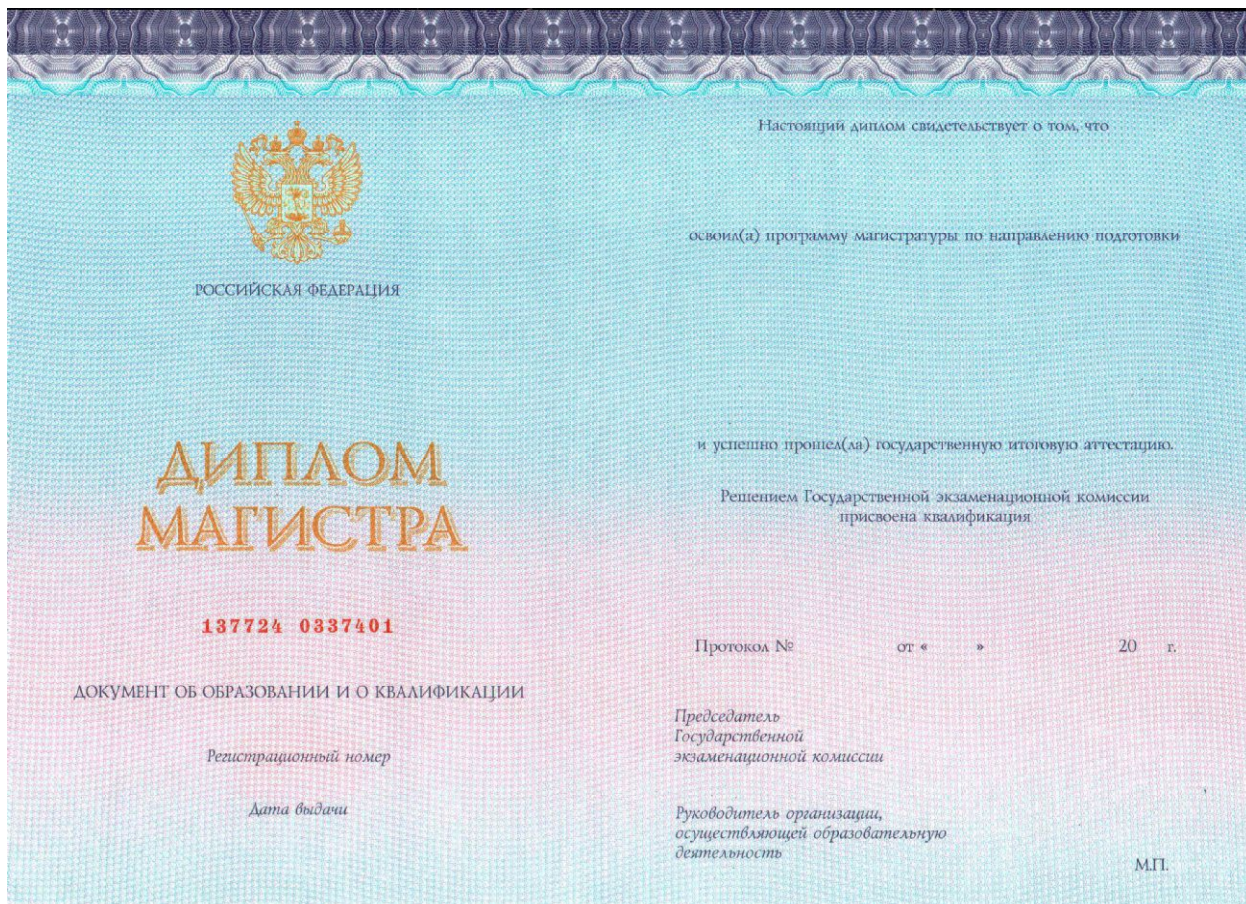 РОССИЙСКАЯ ФЕДЕРАЦИЯ
ДИПЛОМ
МАГИСТРА
137724 0337401
ДОКУМЕНТ ОБ ОБРАЗОВАНИИ И О КВАЛИФИКАЦИИ
Регистрационный номер
Дата выдачи
Настоящий диплом свидетельствует о том, что
освоил(а) программу магистратуры по направлению подготовки
и успешно прошел(ла) государственную итоговую аттестацию.
Решением Государственной экзаменационной комиссии
присвоена квалификация
Протокол № от « » 20 г.
Председатель
Государственной
экзаменационной комиссии
Руководитель организации,
осуществляющей образовательную
деятельность
М.П.